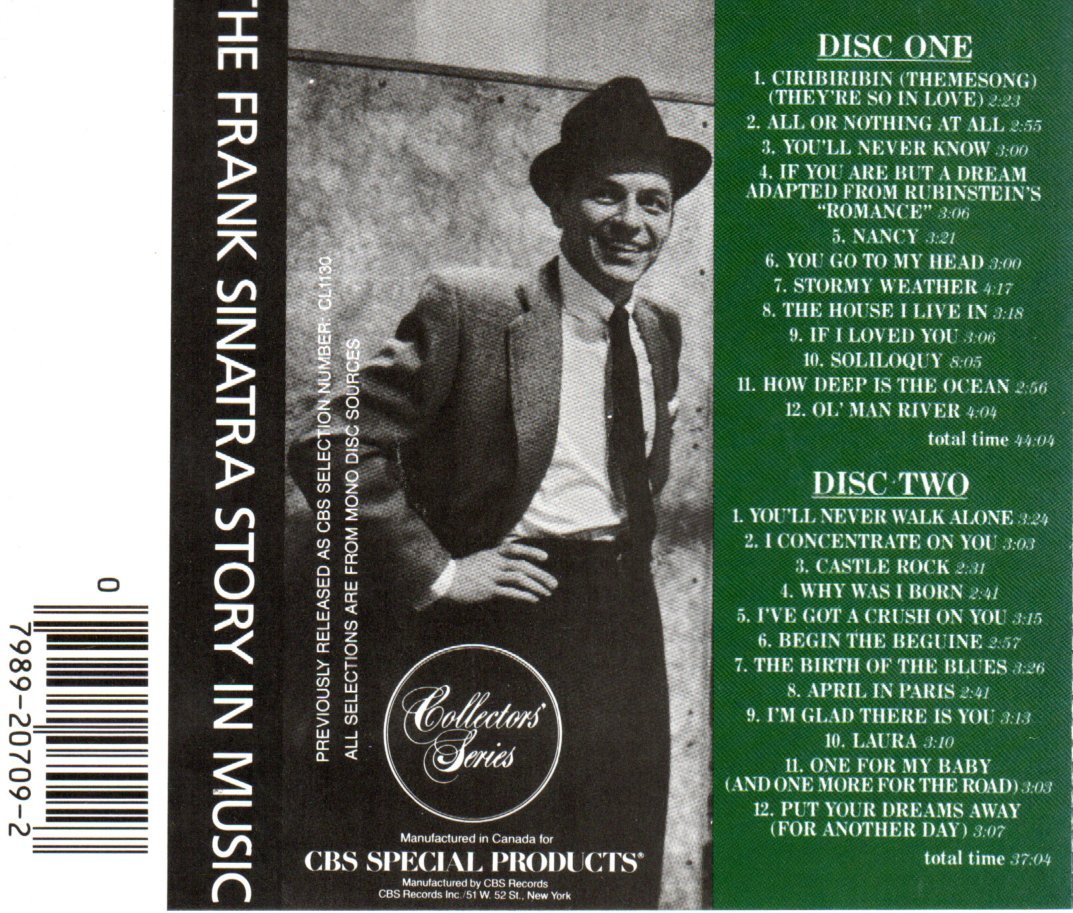 THE FRANK SINATRA STORY IN MUSIC
PREVIOUSLY RELEASED AS CBS SELECTION NUMBER: CL1130
ALL SELECTIONS ARE FROM MONO DISC SOURCES
Collectors'
Series
Manufactured in Canada for
CBS SPECIAL PRODUCTS®
Manufactured by CBS Records
CBS Records Inc./51 W. 52 St., New York
DISC ONE
1. CIRIBIRIBIN (THEMESONG)
(THEY'RE SO IN LOVE) 2:23
2. ALL OR NOTHING AT ALL 2:55
3. YOU'LL NEVER KNOW 3:00
4. IF YOU ARE BUT A DREAM
ADAPTED FROM RUBINSTEIN'S
"ROMANCE" 3:06
5. NANCY 3:21
6. YOU GO TO MY HEAD 3:00
7. STORMY WEATHER 4:17
8. THE HOUSE I LIVE IN 3:18
9. IF I LOVED YOU 3:06
10. SOLILOQUY 8:05
11. HOW DEEP IS THE OCEAN 2:56
12. OL' MAN RIVER 4:04
total time 44:04
DISC TWO
1. YOU'LL NEVER WALK ALONE 3:24
2. I CONCENTRATE ON YOU 3:03
3. CASTLE ROCK 2:31
4. WHY WAS I BORN 2:41
5. I'VE GOT A CRUSH ON YOU 3:15
6. BEGIN THE BEGUINE 2:57
7. THE BIRTH OF THE BLUES 3:26
8. APRIL IN PARIS 2:41
9. I'M GLAD THERE IS YOU 3:13
10. LAURA 3:10
11. ONE FOR MY BABY
(AND ONE MORE FOR THE ROAD) 3:03
12. PUT YOUR DREAMS AWAY
(FOR ANOTHER DAY) 3:07
total time 37:04
0
7989-20709-2